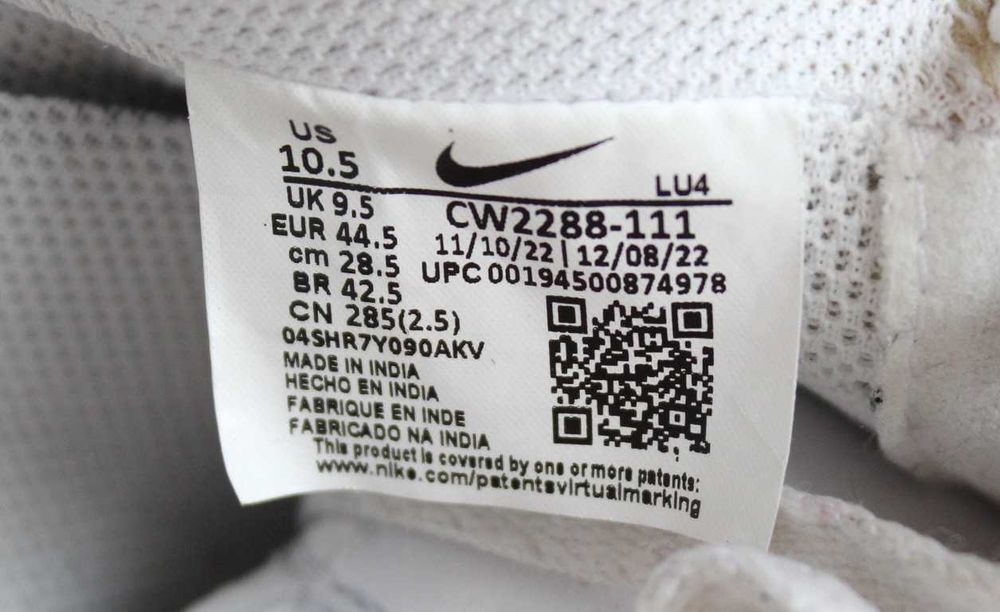 US
10.5
LU4
UK 9.5
EUR 44.5
cm 28.5
BR 42.5
CN 285(2.5)
CW2288-111
11/10/22 | 12/08/22
UPC 00194500874978
04SHR7Y090AKV
MADE IN INDIA
HECHO EN INDIA
FABRIQUE EN INDE
FABRICADO NA INDIA
This product is covered by one or more patents:
www.nike.com/patentsvirtualmarking